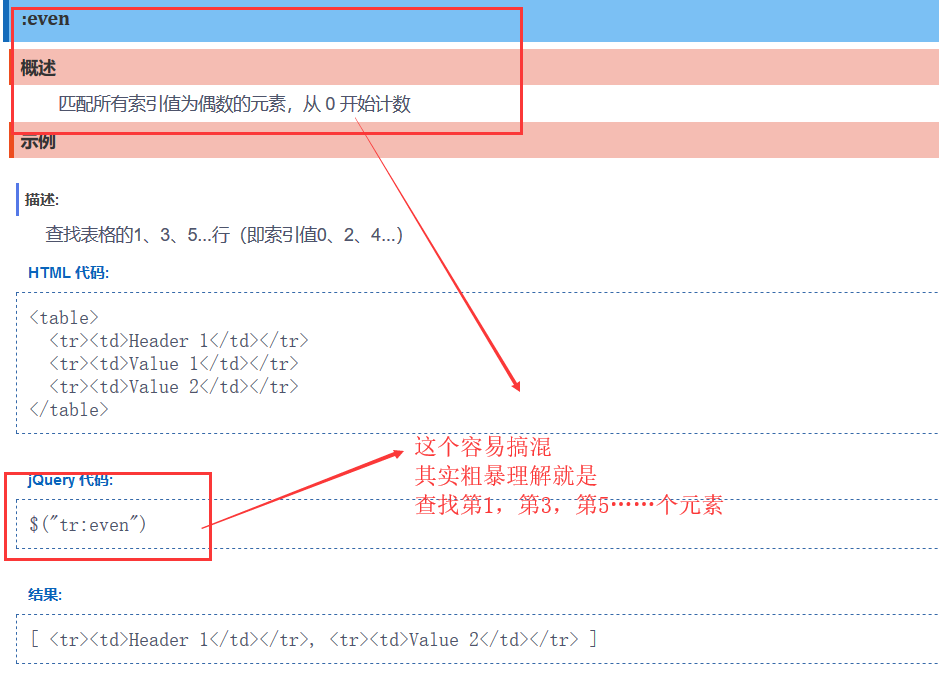 :even
概述
匹配所有索引值为偶数的元素，从 0 开始计数
示例
描述:
查找表格的1、3、5...行（即索引值0、2、4...）
HTML 代码:
<table>
<tr><td>Header 1</td></tr>
<tr><td>Value 1</td></tr>
<tr><td>Value 2</td></tr>
</table>
这个容易搞混
其实粗暴理解就是
查找第1，第3，第5……个元素
jQuery 代码:
$("tr:even")
结果:
[ <tr><td>Header 1</td></tr>, <tr><td>Value 2</td></tr> ]